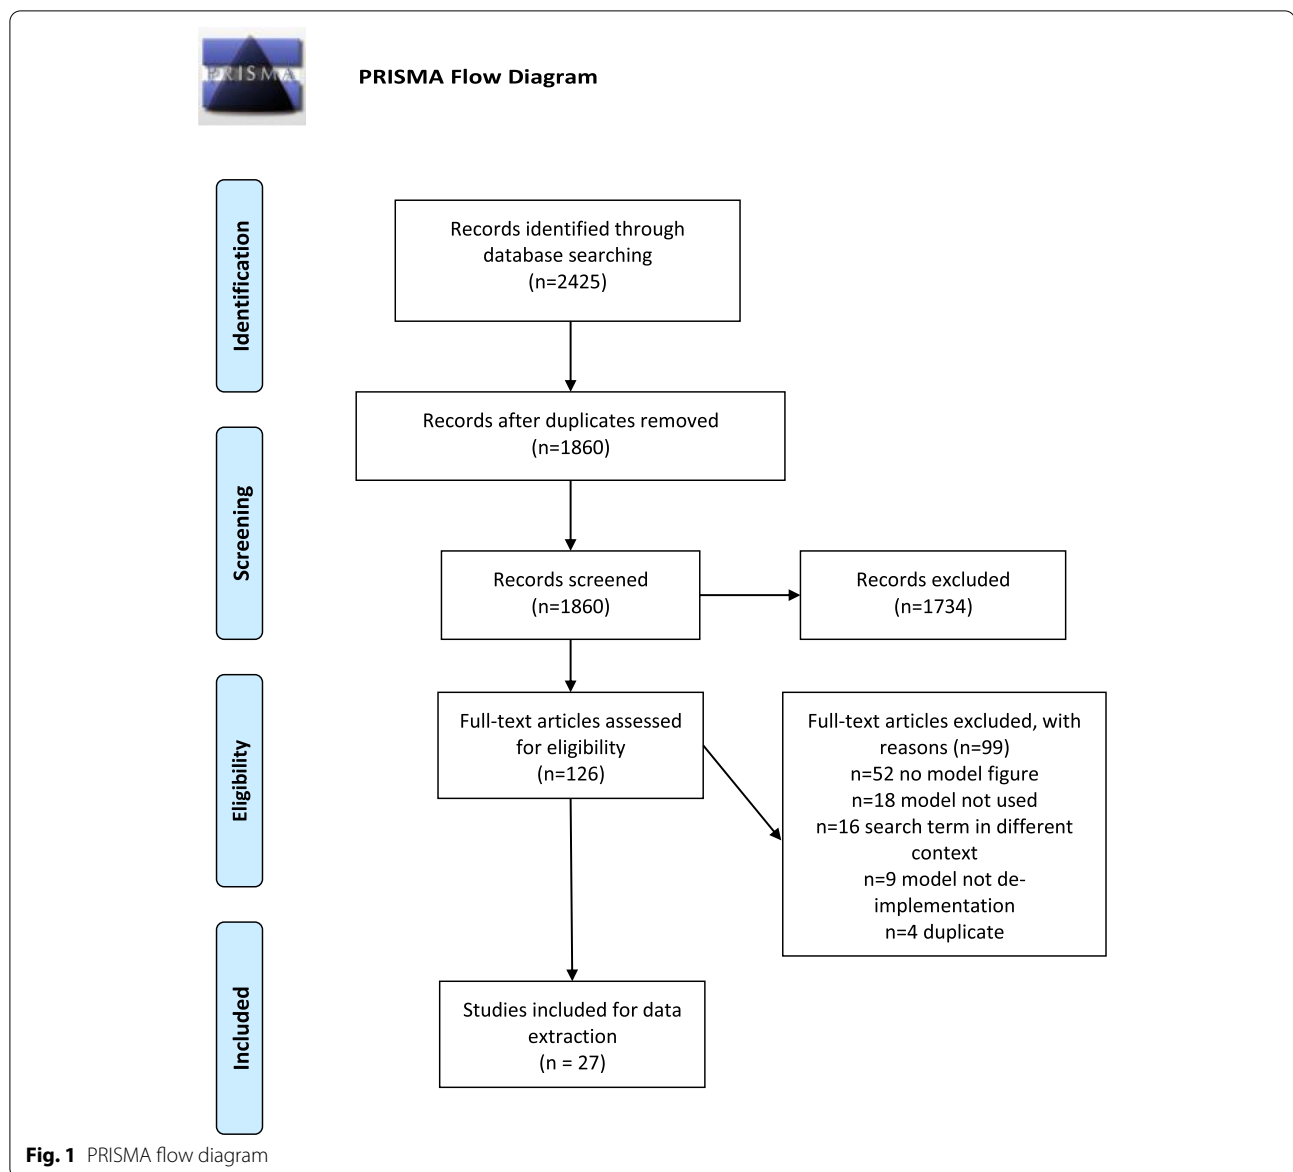 PRISMA
PRISMA Flow Diagram
Identification
Records identified through
database searching
(n=2425)
Records after duplicates removed
(n=1860)
Screening
Records screened
(n=1860)
Records excluded
(n=1734)
Eligibility
Full-text articles assessed
for eligibility
(n=126)
Full-text articles excluded, with
reasons (n=99)
n=52 no model figure
n=18 model not used
n=16 search term in different
context
n=9 model not de-
implementation
n=4 duplicate
Included
Studies included for data
extraction
(n = 27)
Fig. 1 PRISMA flow diagram